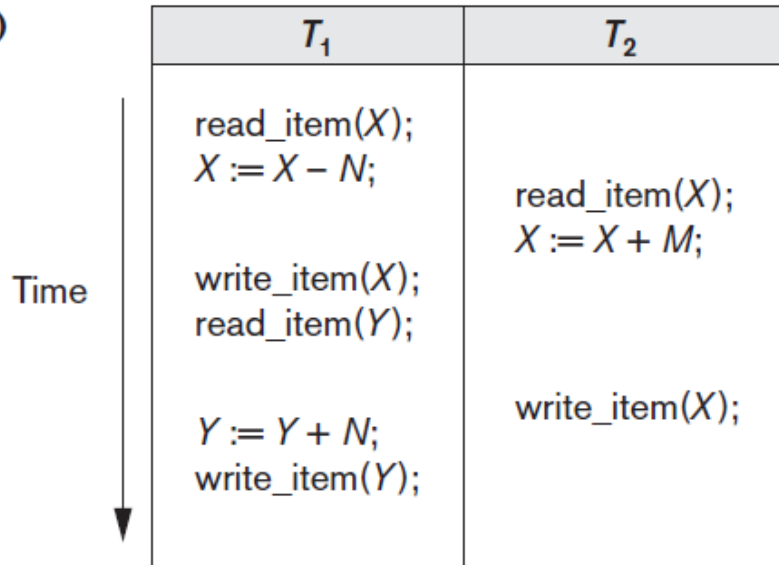 )
T₁ T₂
read_item(X);
X := X – N;
read_item(X);
X := X + M;
write_item(X);
Time
read_item(Y);
write_item(X);
Y := Y + N;
write_item(Y);